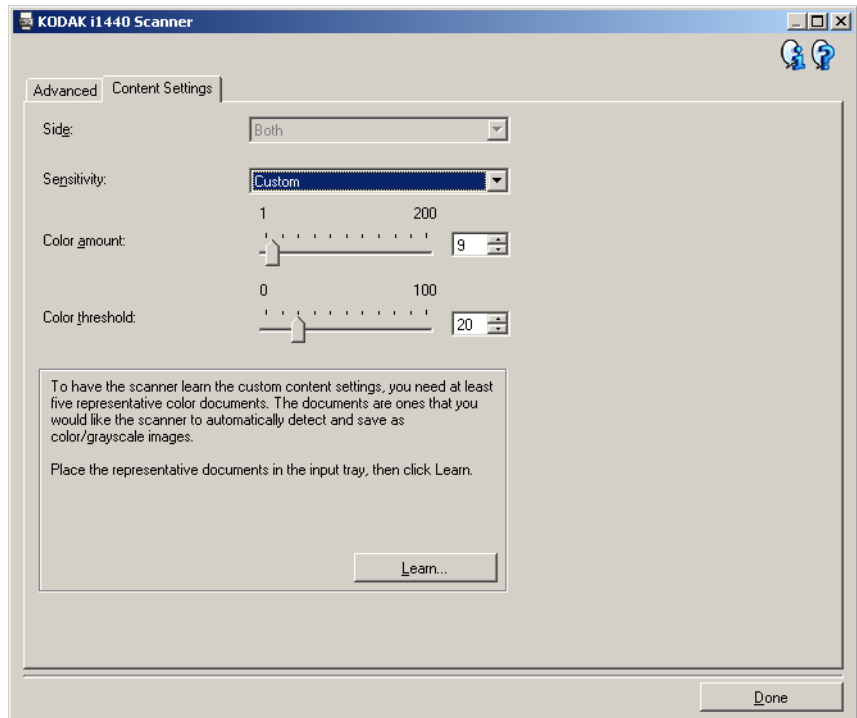 KODAK i1440 Scanner
Advanced Content Settings
Side: Both
Sensitivity: Custom
1 200
Color amount: 9
0 100
Color threshold: 20
To have the scanner learn the custom content settings, you need at least
five representative color documents. The documents are ones that you
would like the scanner to automatically detect and save as
color/grayscale images.
Place the representative documents in the input tray, then click Learn.
Learn...
Done